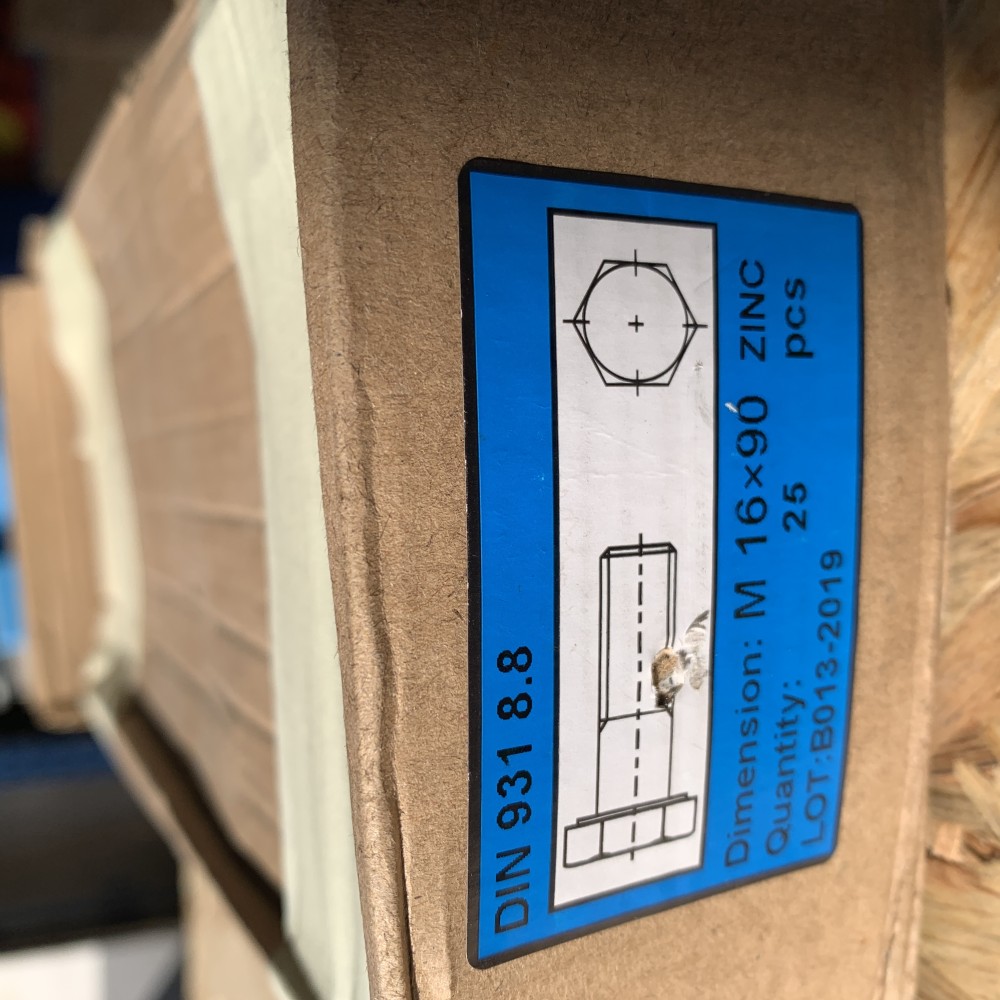 DIN 931 8.8
Dimension: M 16×90 ZINC
Quantity: 25 pcs
LOT:B013-2019